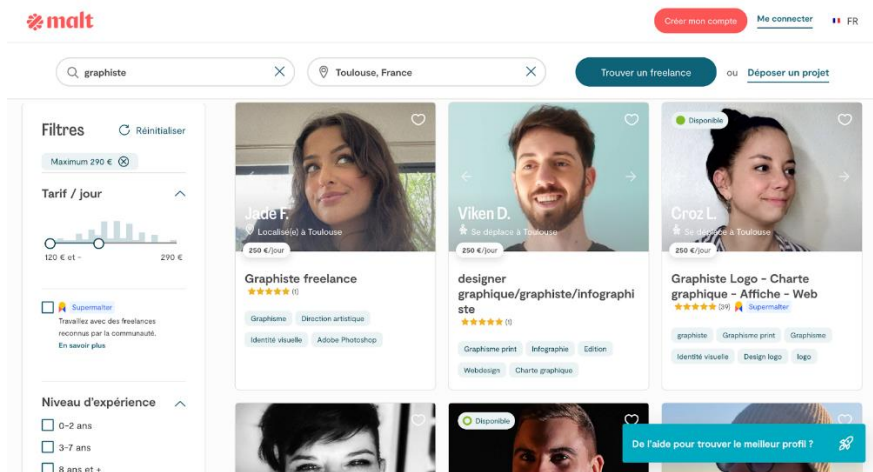 malt
Créer mon compte
Me connecter
FR
graphiste
Toulouse, France
Trouver un freelance
ou
Déposer un projet
Filtres
Réinitialiser
Maximum 290 €
Tarif / jour
120 € et -
290 €
Supermalter
Travaillez avec des freelances
reconnus par la communauté.
En savoir plus
Niveau d'expérience
0-2 ans
3-7 ans
8 ans et +
Jade F.
Localisé(e) à Toulouse
250 €/jour
Graphiste freelance
(1)
Graphisme
Direction artistique
Identité visuelle
Adobe Photoshop
Viken D.
Se déplace à Toulouse
250 €/jour
designer
graphique/graphiste/infographi
ste
(1)
Graphisme print
Infographie
Edition
Webdesign
Charte graphique
Disponible
Croz L.
Se déplace à Toulouse
250 €/jour
Graphiste Logo - Charte
graphique - Affiche - Web
(39) Supermalter
graphiste
Graphisme print
Graphisme
Identité visuelle
Design logo
logo
Disponible
De l'aide pour trouver le meilleur profil ?